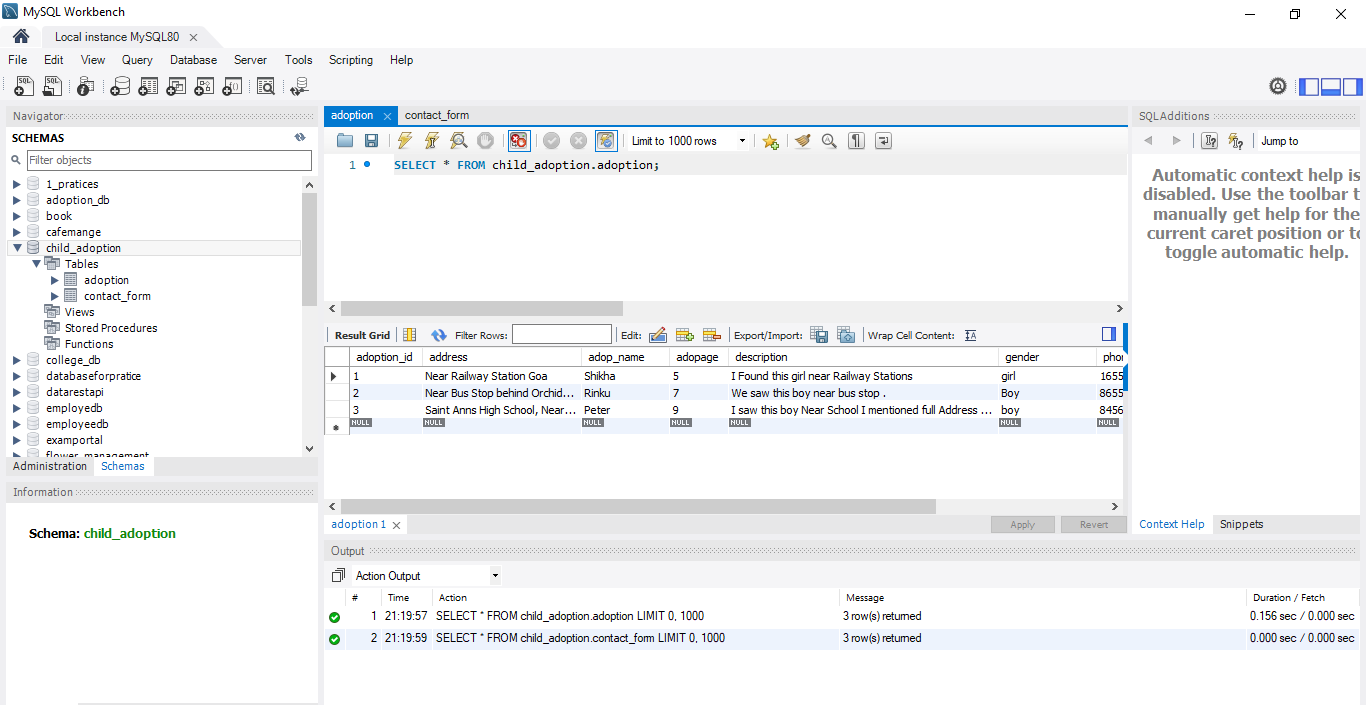 MySQL Workbench
Local instance MySQL80
File Edit View Query Database Server Tools Scripting Help
Navigator
SCHEMAS
Filter objects
1_pratices
adoption_db
book
cafemange
child_adoption
Tables
adoption
contact_form
Views
Stored Procedures
Functions
college_db
databaseforpratice
datarestapi
employedb
employeedb
examportal
flower_management
Administration Schemas
Information
Schema: child_adoption
adoption contact_form
Limit to 1000 rows
1 SELECT * FROM child_adoption.adoption;
Result Grid Filter Rows: Edit: Export/Import: Wrap Cell Content:
adoption_id address adop_name adopage description gender phon
1 Near Railway Station Goa Shikha 5 I Found this girl near Railway Stations girl 1655
2 Near Bus Stop behind Orchid... Rinku 7 We saw this boy near bus stop . Boy 8655
3 Saint Anns High School, Near... Peter 9 I saw this boy Near School I mentioned full Address ... boy 8456
NULL NULL NULL NULL NULL NULL NULL
adoption 1 Apply Revert
SQLAdditions
Jump to
Automatic context help is
disabled. Use the toolbar t
manually get help for the
current caret position or to
toggle automatic help.
Context Help Snippets
Output
Action Output
# Time Action Message Duration / Fetch
1 21:19:57 SELECT * FROM child_adoption.adoption LIMIT 0, 1000 3 row(s) returned 0.156 sec / 0.000 sec
2 21:19:59 SELECT * FROM child_adoption.contact_form LIMIT 0, 1000 3 row(s) returned 0.000 sec / 0.000 sec